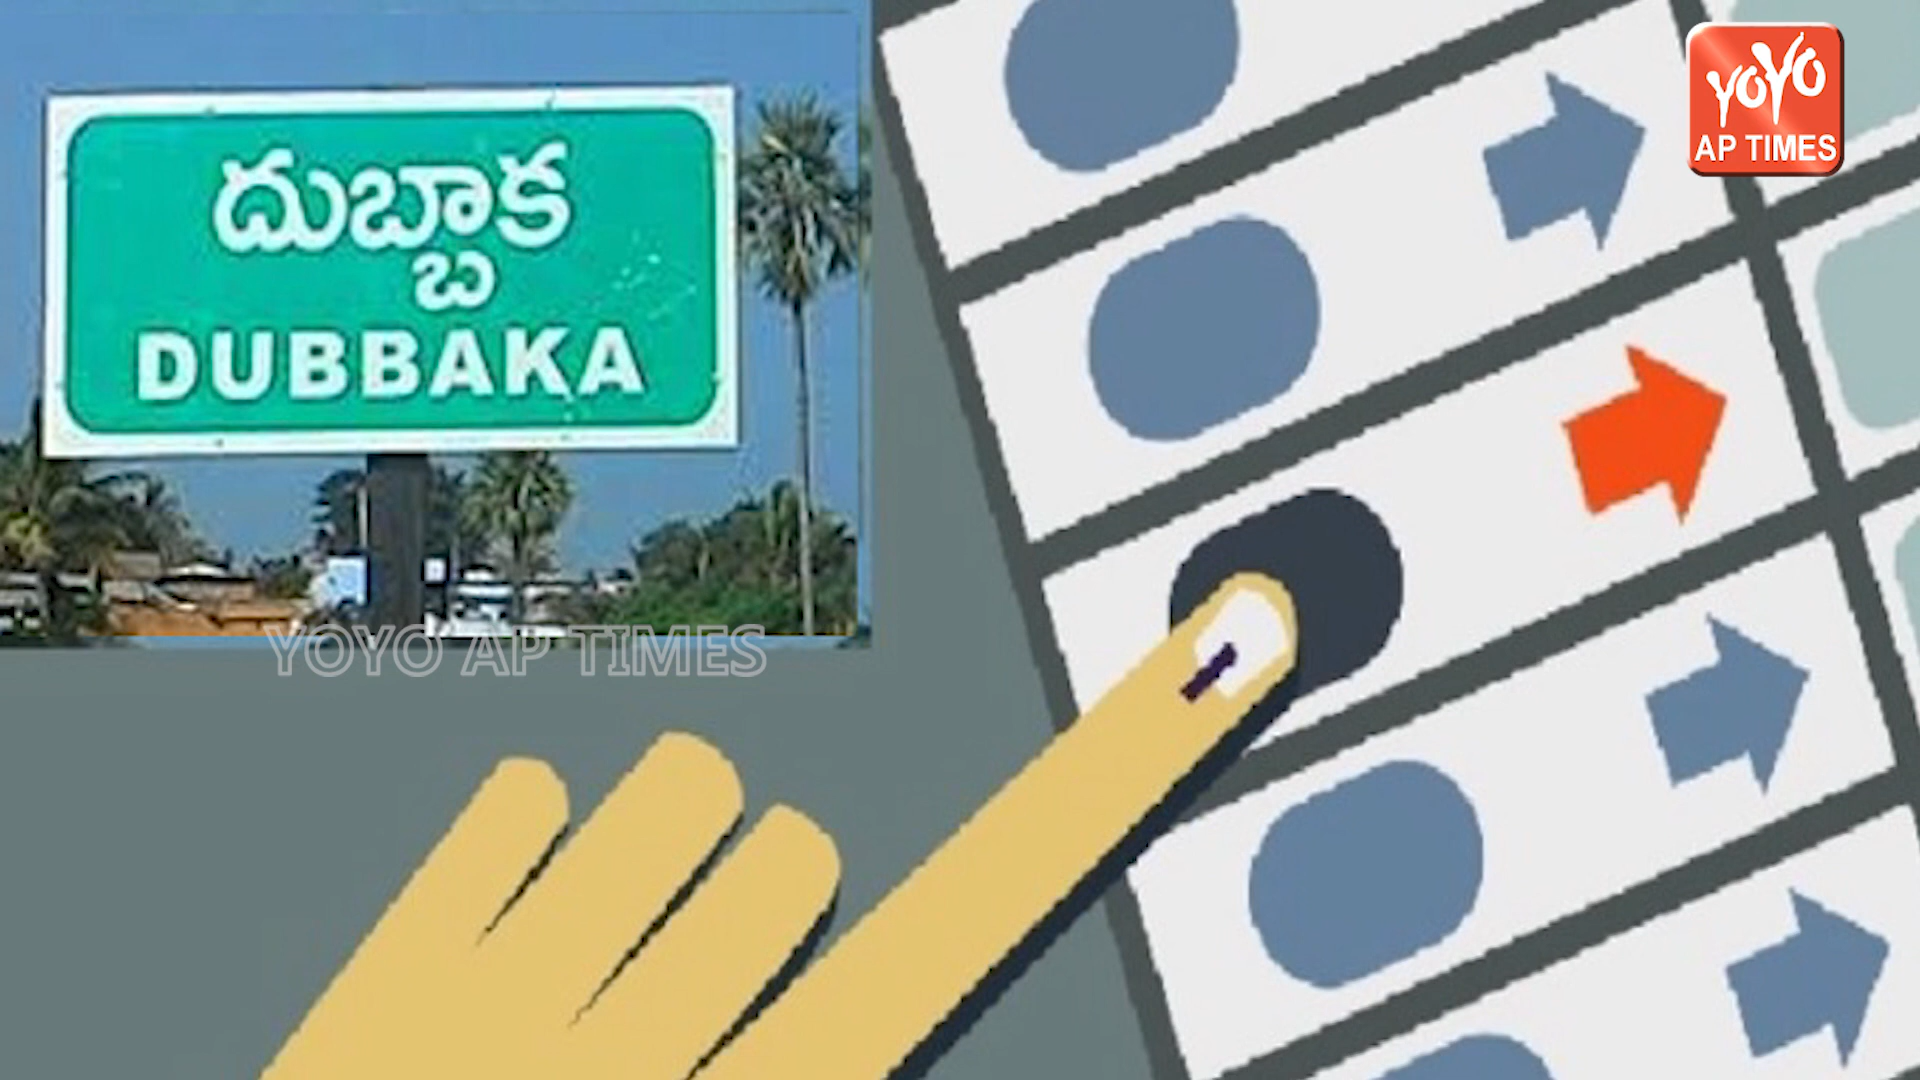 దుబ్బాక
DUBBAKA
YOYO
AP TIMES
YOYO AP TIMES